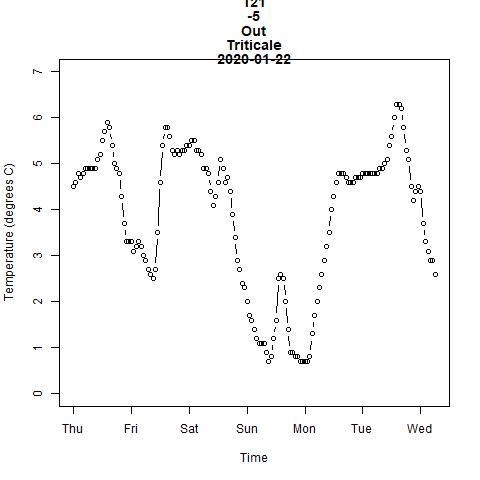 121
-5
Out
Triticale
2020-01-22
Temperature (degrees C)
7
6
5
4
3
2
1
0
Thu Fri Sat Sun Mon Tue Wed
Time